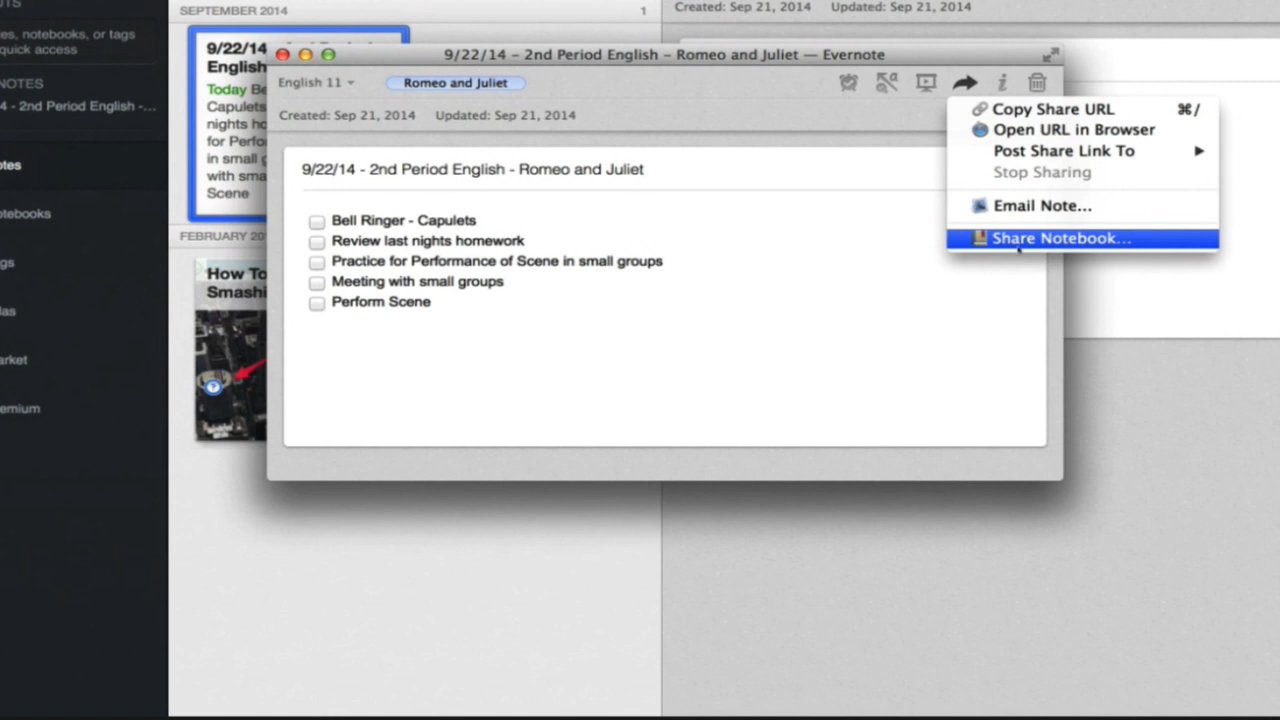 SEPTEMBER 2014
1
Created: Sep 21, 2014 Updated: Sep 21, 2014
es, notebooks, or tags
quick access
NOTES
4 - 2nd Period English -...
otes
otebooks
gs
las
arket
emium
9/22/14
English
Today Be
Capulets
nights ho
for Perfo
in small g
with sma
Scene
FEBRUARY 20
How To
Smashi
9/22/14 – 2nd Period English – Romeo and Juliet — Evernote
English 11
Romeo and Juliet
Created: Sep 21, 2014 Updated: Sep 21, 2014
9/22/14 - 2nd Period English - Romeo and Juliet
Bell Ringer - Capulets
Review last nights homework
Practice for Performance of Scene in small groups
Meeting with small groups
Perform Scene
Copy Share URL ⌘/
Open URL in Browser
Post Share Link To
Stop Sharing
Email Note...
Share Notebook...